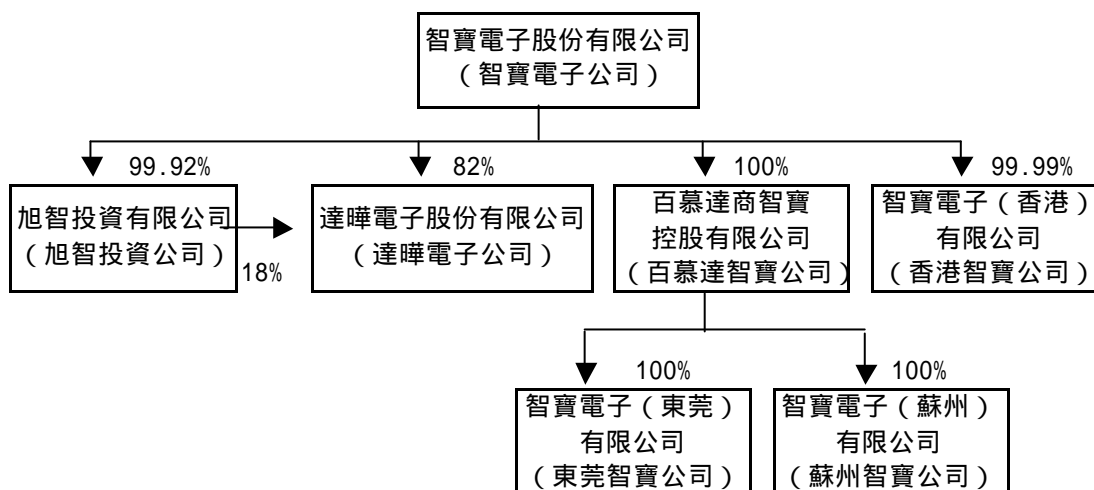 智寶電子股份有限公司
（智寶電子公司）
99.92%
82%
100%
99.99%
旭智投資有限公司
（旭智投資公司）
18%
達曄電子股份有限公司
（達曄電子公司）
百慕達商智寶
控股有限公司
（百慕達智寶公司）
智寶電子（香港）
有限公司
（香港智寶公司）
100%
100%
智寶電子（東莞）
有限公司
（東莞智寶公司）
智寶電子（蘇州）
有限公司
（蘇州智寶公司）